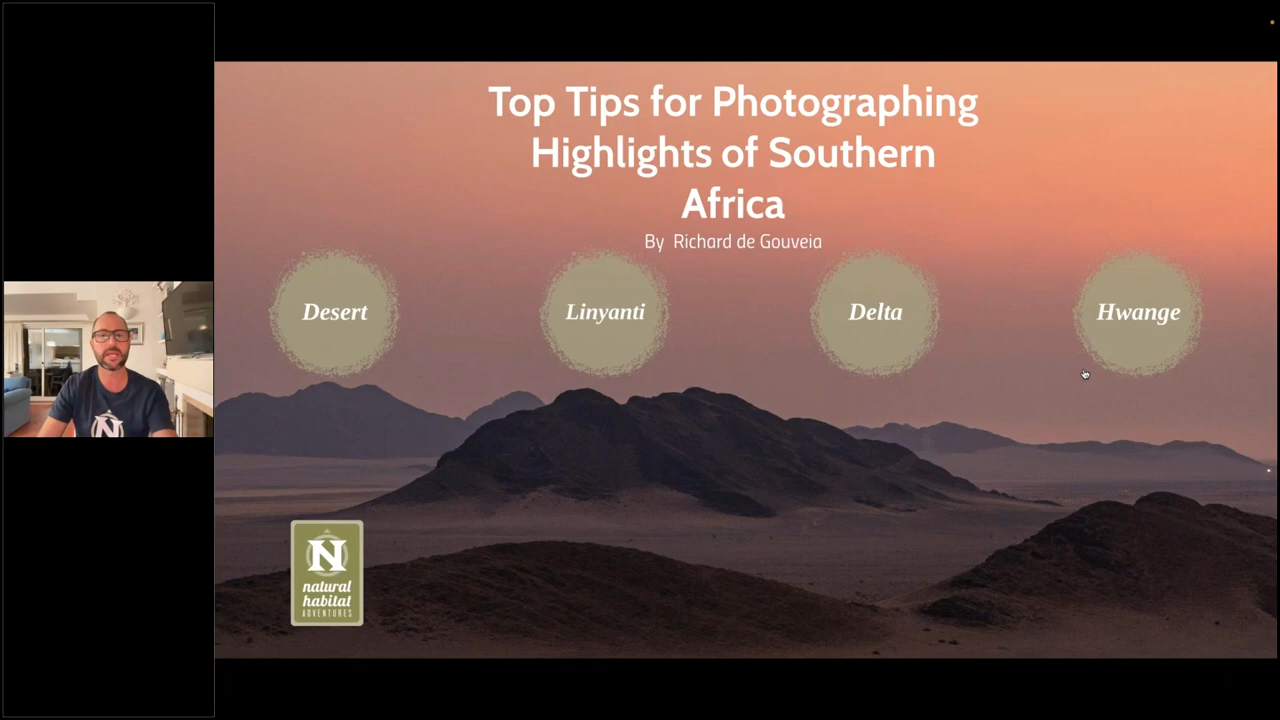 Top Tips for Photographing
Highlights of Southern
Africa
By Richard de Gouveia
Desert
Linyanti
Delta
Hwange
N
natural
habitat
ADVENTURES
N